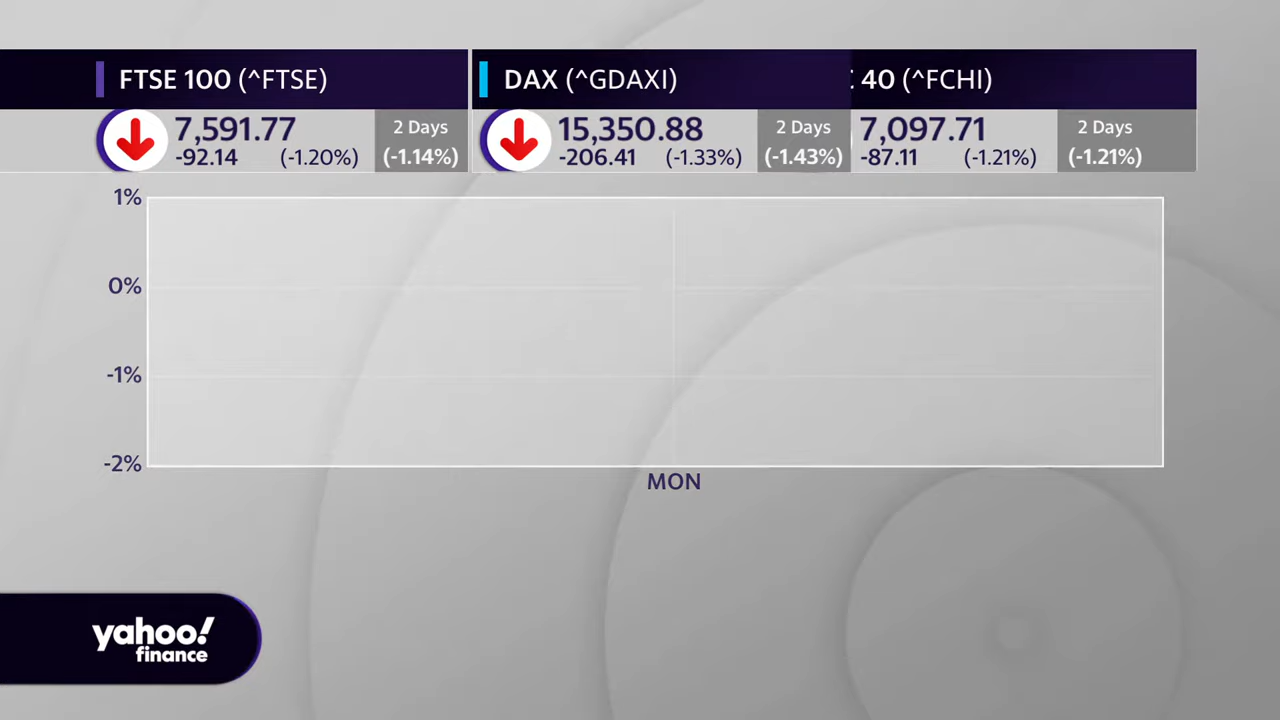 FTSE 100 (^FTSE)
7,591.77
-92.14 (-1.20%)
2 Days
(-1.14%)
DAX (^GDAXI)
15,350.88
-206.41 (-1.33%)
2 Days
(-1.43%)
40 (^FCHI)
7,097.71
-87.11 (-1.21%)
2 Days
(-1.21%)
1%
0%
-1%
-2%
MON
yahoo!
finance